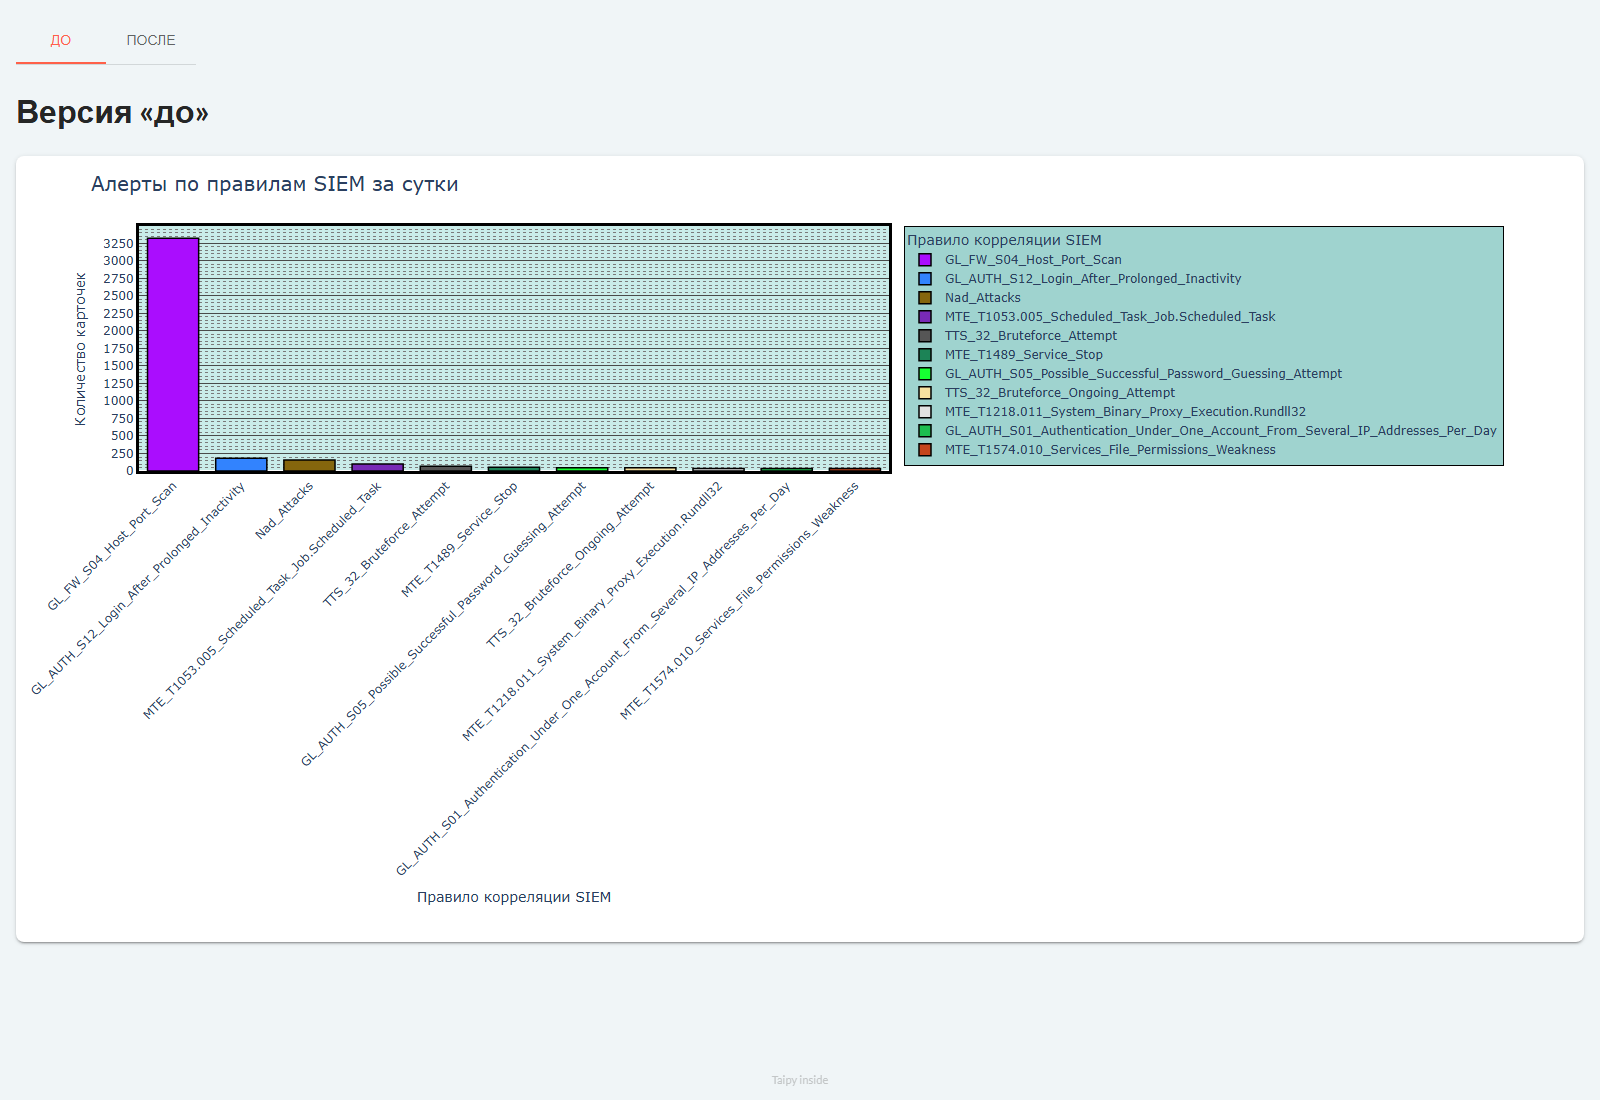 ДО
ПОСЛЕ
Версия «до»
Алерты по правилам SIEM за сутки
Количество карточек
3250
3000
2750
2500
2250
2000
1750
1500
1250
1000
750
500
250
0
GL_FW_S04_Host_Port_Scan
GL_AUTH_S12_Login_After_Prolonged_Inactivity
Nad_Attacks
MTE_T1053.005_Scheduled_Task_Job.Scheduled_Task
TTS_32_Bruteforce_Attempt
MTE_T1489_Service_Stop
GL_AUTH_S05_Possible_Successful_Password_Guessing_Attempt
TTS_32_Bruteforce_Ongoing_Attempt
MTE_T1218.011_System_Binary_Proxy_Execution.Rundll32
GL_AUTH_S01_Authentication_Under_One_Account_From_Several_IP_Addresses_Per_Day
MTE_T1574.010_Services_File_Permissions_Weakness
Правило корреляции SIEM
Правило корреляции SIEM
GL_FW_S04_Host_Port_Scan
GL_AUTH_S12_Login_After_Prolonged_Inactivity
Nad_Attacks
MTE_T1053.005_Scheduled_Task_Job.Scheduled_Task
TTS_32_Bruteforce_Attempt
MTE_T1489_Service_Stop
GL_AUTH_S05_Possible_Successful_Password_Guessing_Attempt
TTS_32_Bruteforce_Ongoing_Attempt
MTE_T1218.011_System_Binary_Proxy_Execution.Rundll32
GL_AUTH_S01_Authentication_Under_One_Account_From_Several_IP_Addresses_Per_Day
MTE_T1574.010_Services_File_Permissions_Weakness
Taipy inside